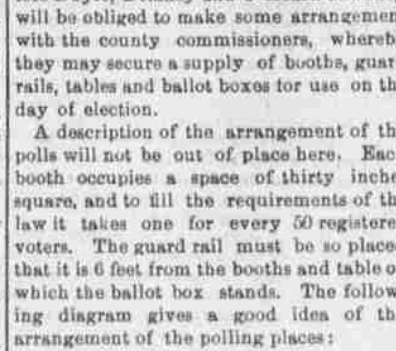 will be obliged to make some arrangemen
with the county commissioners, whereb
they may secure a supply of booths, guar
rails, tables and ballot boxes for use on th
day of election.
A description of the arrangement of th
polls will not be out of place here. Eac
booth occupies a space of thirty inche
square, and to fill the requirements of th
law it takes one for every 50 registere
voters. The guard rail must be so place
that it is 6 feet from the booths and table o
which the ballot box stands. The follow
ing diagram gives a good idea of th
arrangement of the polling places: